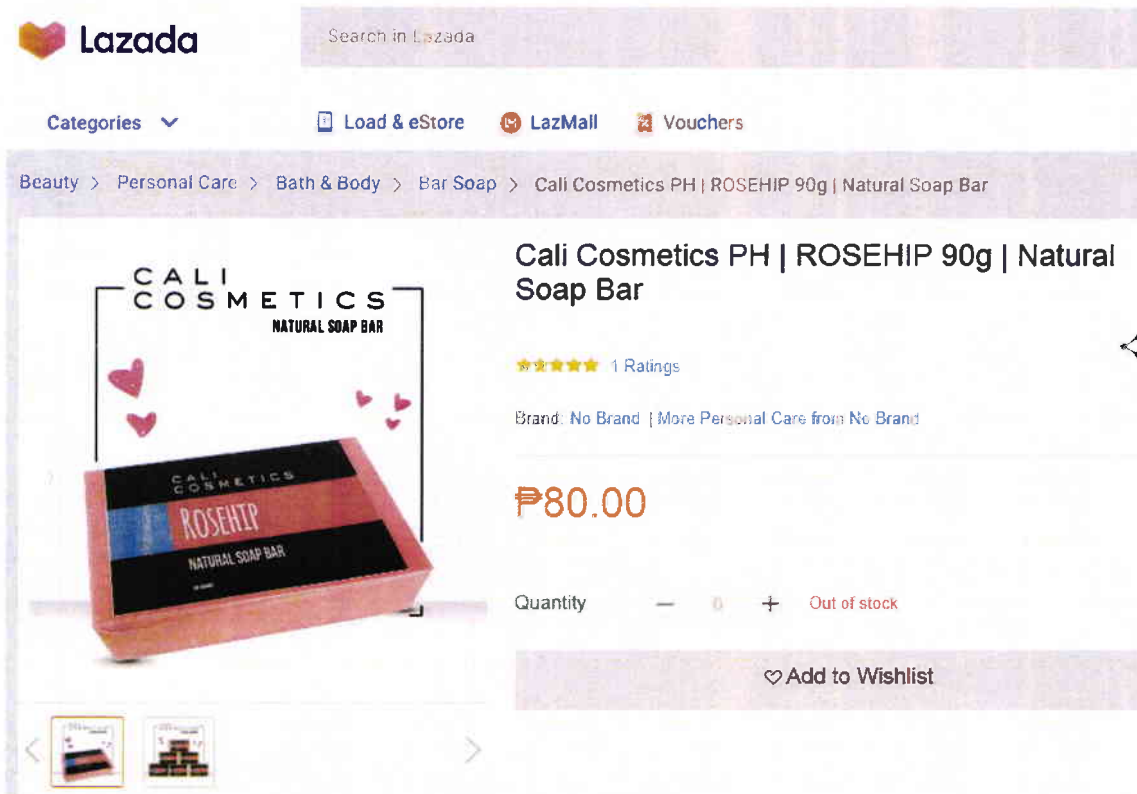 Lazada
Search in Lazada
Categories
Load & eStore
LazMall
Vouchers
Beauty > Personal Care > Bath & Body > Bar Soap > Cali Cosmetics PH | ROSEHIP 90g | Natural Soap Bar
CALI
COSMETICS
NATURAL SOAP BAR
CALI
COSMETICS
ROSEHIP
NATURAL SOAP BAR
Cali Cosmetics PH | ROSEHIP 90g | Natural
Soap Bar
1 Ratings
Brand: No Brand | More Personal Care from No Brand
₱80.00
Quantity
0
Out of stock
Add to Wishlist